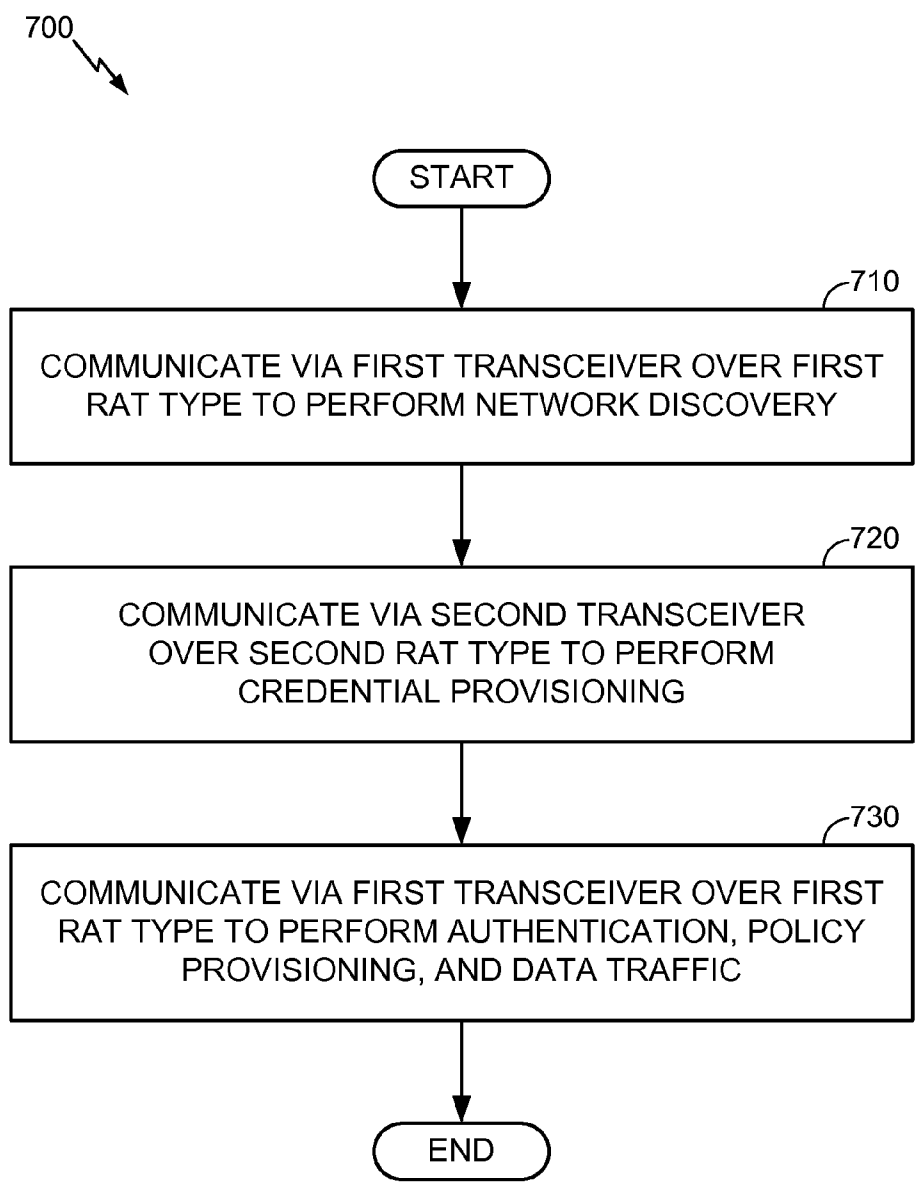 700
START
710
COMMUNICATE VIA FIRST TRANSCEIVER OVER FIRST
RAT TYPE TO PERFORM NETWORK DISCOVERY
720
COMMUNICATE VIA SECOND TRANSCEIVER
OVER SECOND RAT TYPE TO PERFORM
CREDENTIAL PROVISIONING
730
COMMUNICATE VIA FIRST TRANSCEIVER OVER FIRST
RAT TYPE TO PERFORM AUTHENTICATION, POLICY
PROVISIONING, AND DATA TRAFFIC
END